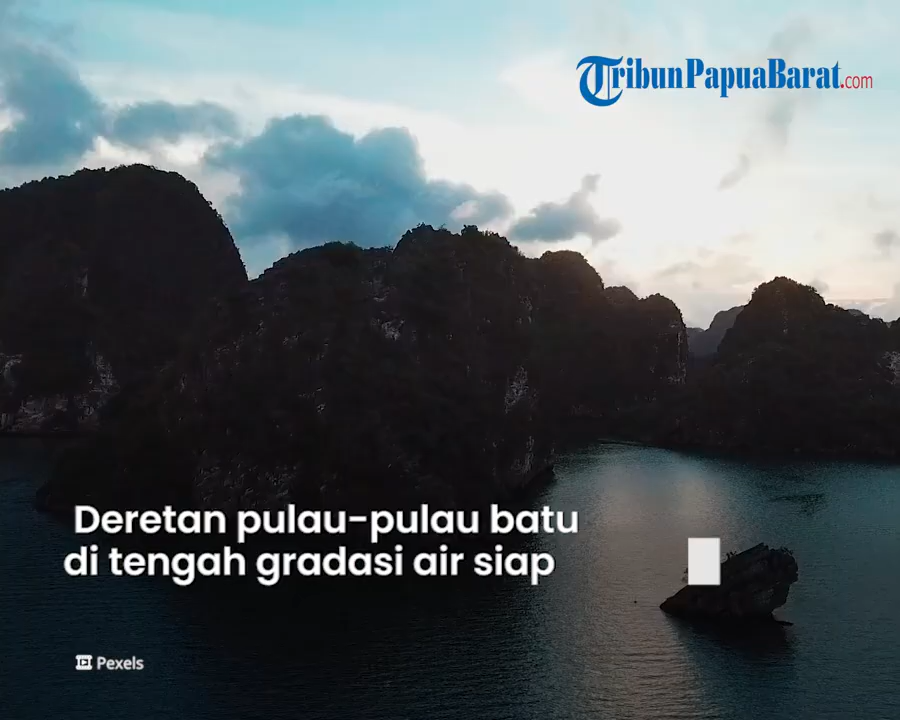 TribunPapuaBarat.com
Deretan pulau-pulau batu
di tengah gradasi air siap
Pexels